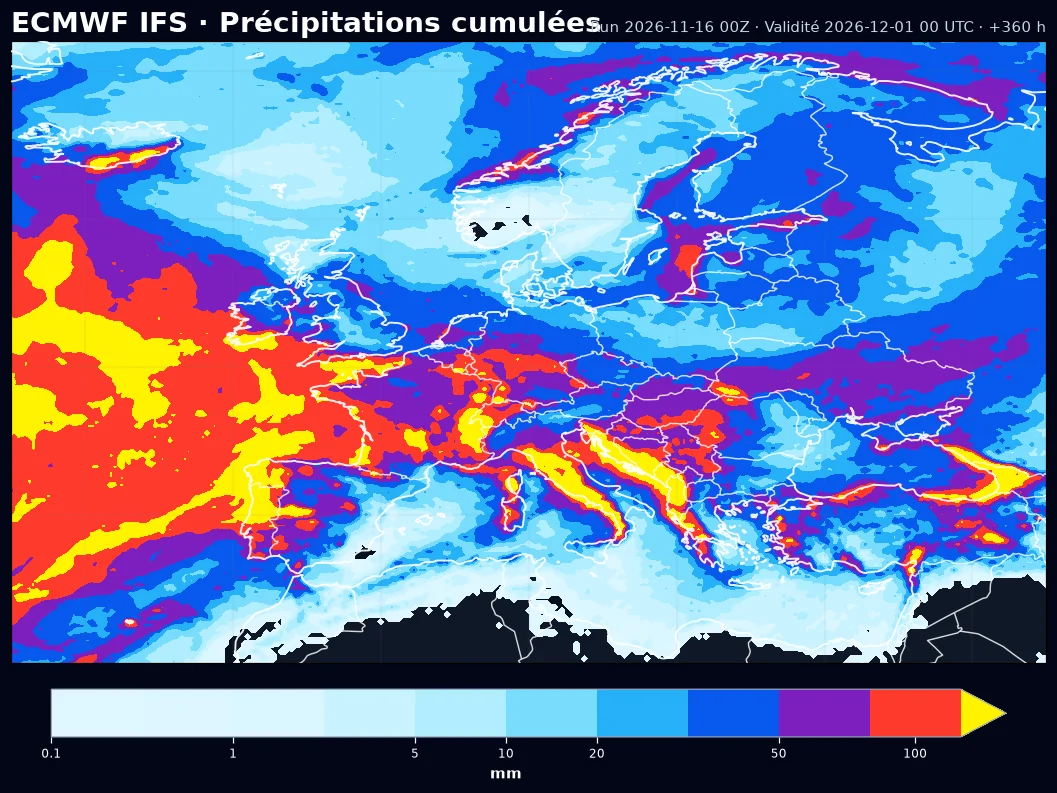 ECMWF IFS · Précipitations cumulées
Run 2026-11-16 00Z · Validité 2026-12-01 00 UTC · +360 h
0.1 1 5 10 20 50 100
mm